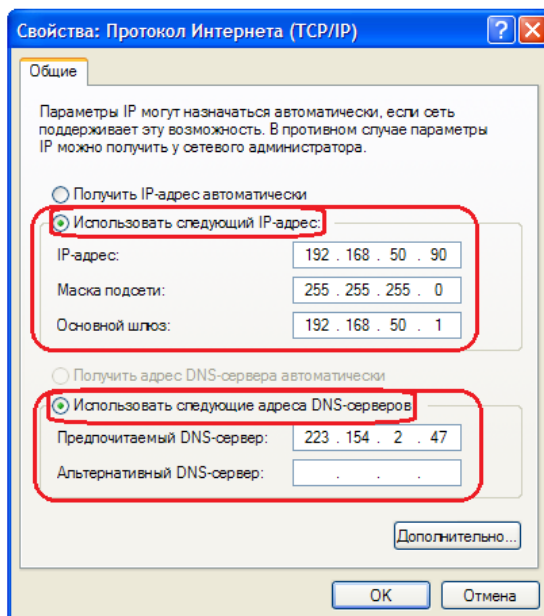 Свойства: Протокол Интернета (TCP/IP)
Общие
Параметры IP могут назначаться автоматически, если сеть
поддерживает эту возможность. В противном случае параметры
IP можно получить у сетевого администратора.
Получить IP-адрес автоматически
Использовать следующий IP-адрес:
IP-адрес: 192 . 168 . 50 . 90
Маска подсети: 255 . 255 . 255 . 0
Основной шлюз: 192 . 168 . 50 . 1
Получить адрес DNS-сервера автоматически
Использовать следующие адреса DNS-серверов
Предпочитаемый DNS-сервер: 223 . 154 . 2 . 47
Альтернативный DNS-сервер: . . .
Дополнительно...
OK Отмена